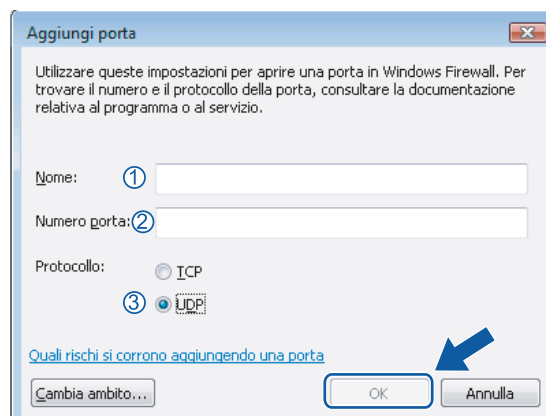 Aggiungi porta
Utilizzare queste impostazioni per aprire una porta in Windows Firewall. Per
trovare il numero e il protocollo della porta, consultare la documentazione
relativa al programma o al servizio.
Nome: 1
Numero porta: 2
Protocollo:
TCP
3 UDP
Quali rischi si corrono aggiungendo una porta
Cambia ambito... OK Annulla